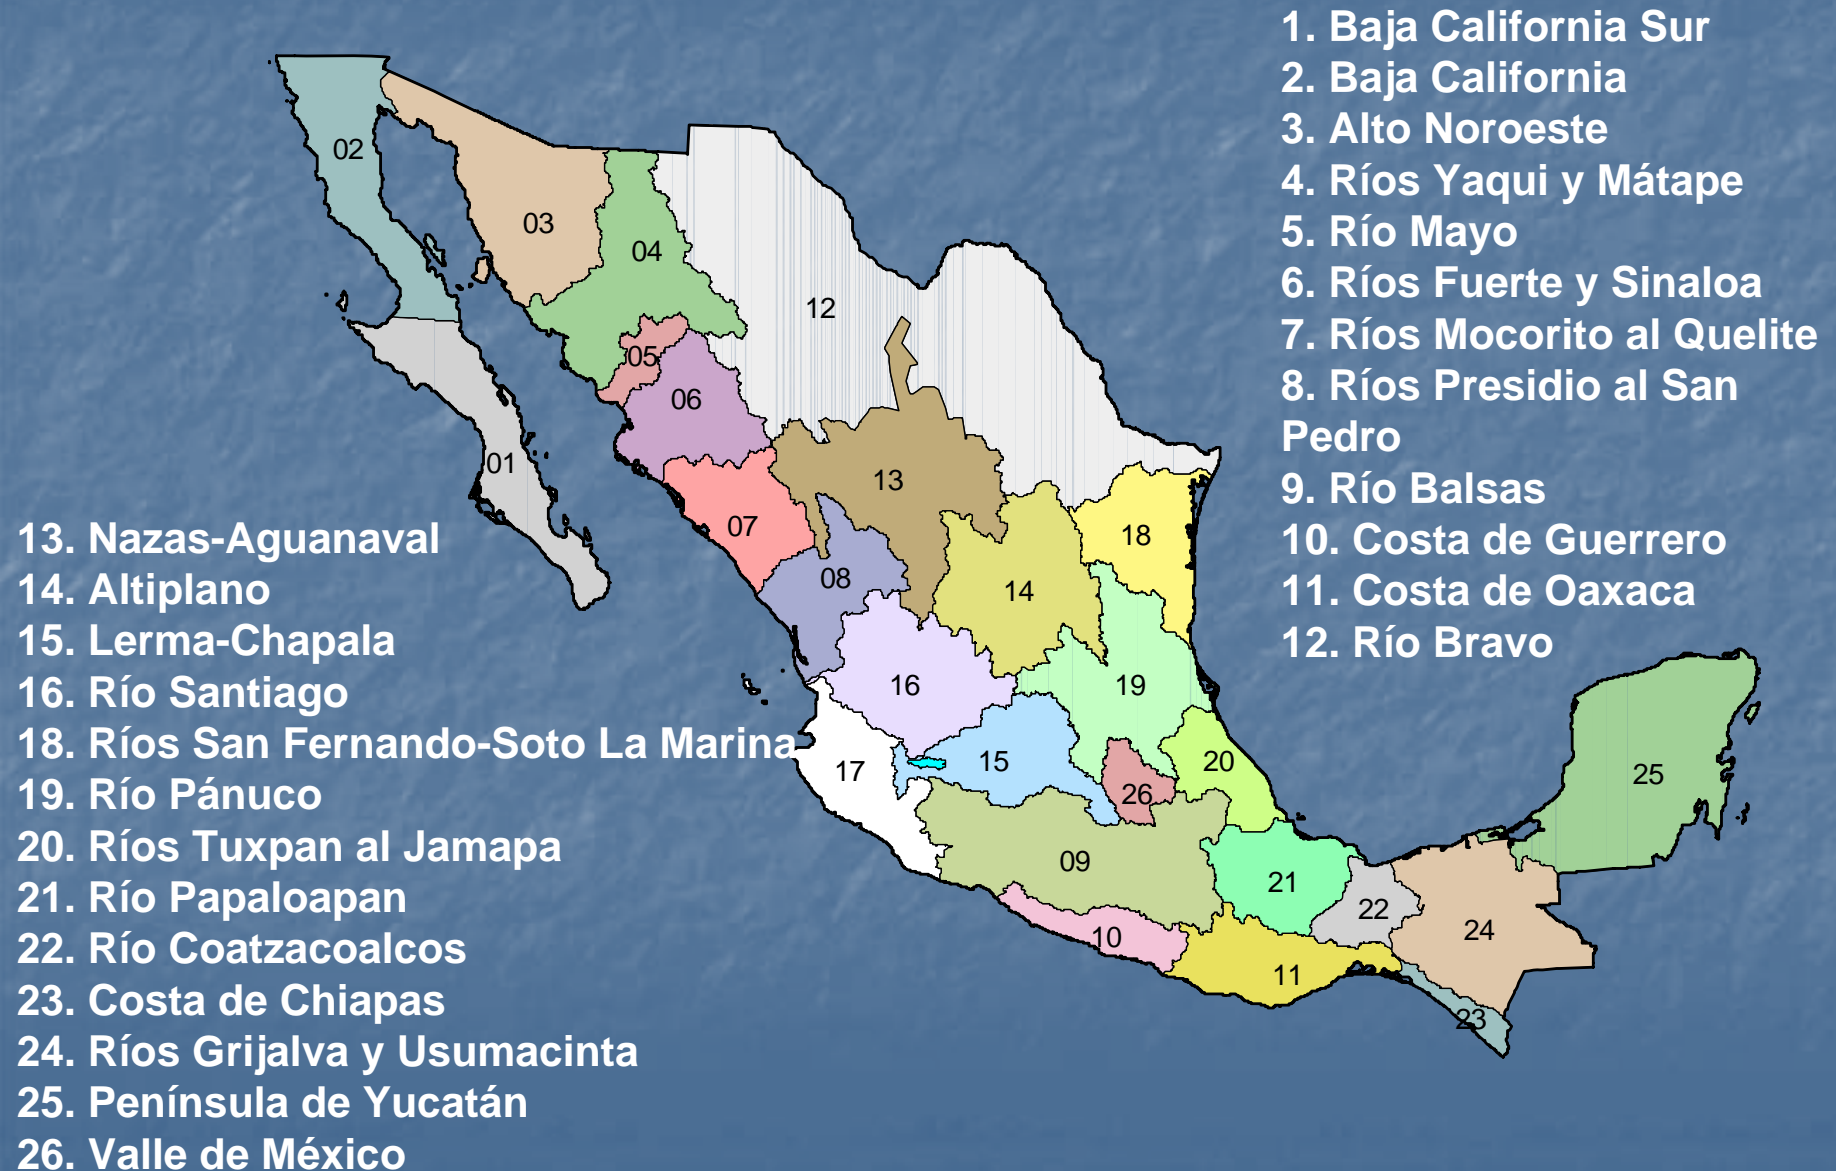 1. Baja California Sur
2. Baja California
3. Alto Noroeste
4. Ríos Yaqui y Mátape
5. Río Mayo
6. Ríos Fuerte y Sinaloa
7. Ríos Mocorito al Quelite
8. Ríos Presidio al San
Pedro
9. Río Balsas
10. Costa de Guerrero
11. Costa de Oaxaca
12. Río Bravo
13. Nazas-Aguanaval
14. Altiplano
15. Lerma-Chapala
16. Río Santiago
18. Ríos San Fernando-Soto La Marina
19. Río Pánuco
20. Ríos Tuxpan al Jamapa
21. Río Papaloapan
22. Río Coatzacoalcos
23. Costa de Chiapas
24. Ríos Grijalva y Usumacinta
25. Península de Yucatán
26. Valle de México
02
03
04
12
05
06
01
13
07
18
08
14
16
19
17
15
20
26
25
09
21
22
10
24
11
23